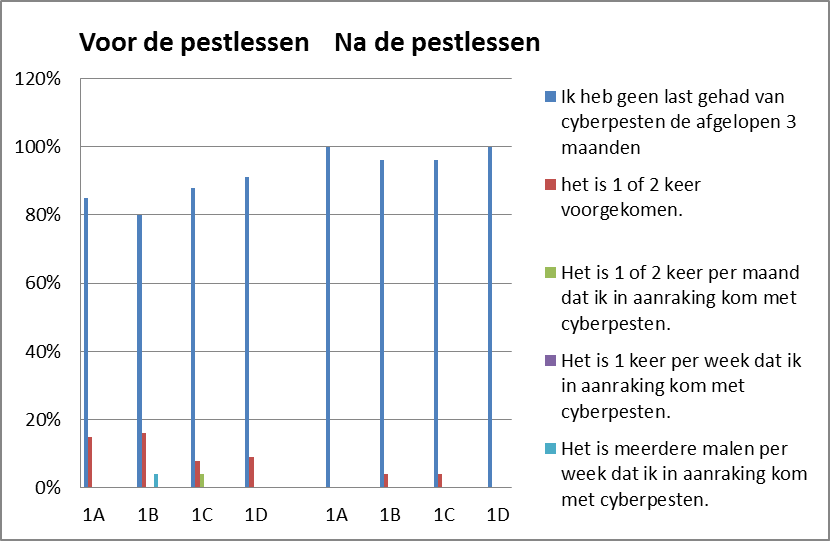 Voor de pestlessen Na de pestlessen
120%
100%
80%
60%
40%
20%
0%
1A 1B 1C 1D 1A 1B 1C 1D
Ik heb geen last gehad van
cyberpesten de afgelopen 3
maanden
het is 1 of 2 keer
voorgekomen.
Het is 1 of 2 keer per maand
dat ik in aanraking kom met
cyberpesten.
Het is 1 keer per week dat ik
in aanraking kom met
cyberpesten.
Het is meerdere malen per
week dat ik in aanraking kom
met cyberpesten.